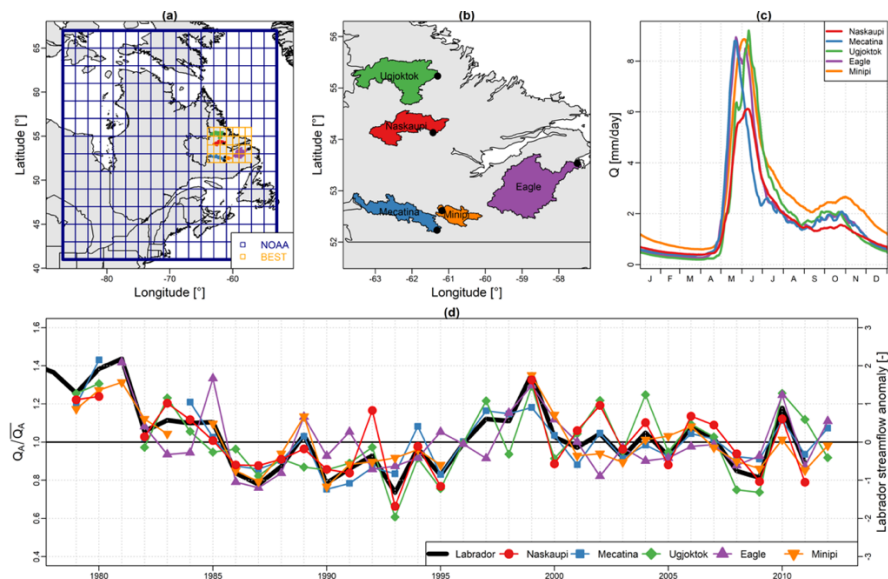 (a)
Latitude [°]
65
60
55
50
45
40
-80
-70
-60
Longitude [°]
NOAA
BEST
(b)
Latitude [°]
56
55
54
53
52
Ugjoktok
Naskaupi
Eagle
Mecatina
Minipi
-63
-62
-61
-60
-59
-58
-57
Longitude [°]
(c)
Q [mm/day]
8
6
4
2
0
Naskaupi
Mecatina
Ugjoktok
Eagle
Minipi
J F M A M J J A S O N D
(d)
Q_A/Q̅_A̅
1.6
1.4
1.2
1.0
0.8
0.6
0.4
1980
1985
1990
1995
2000
2005
2010
Labrador
Naskaupi
Mecatina
Ugjoktok
Eagle
Minipi
3
2
1
0
-1
-2
-3
Labrador streamflow anomaly [-]